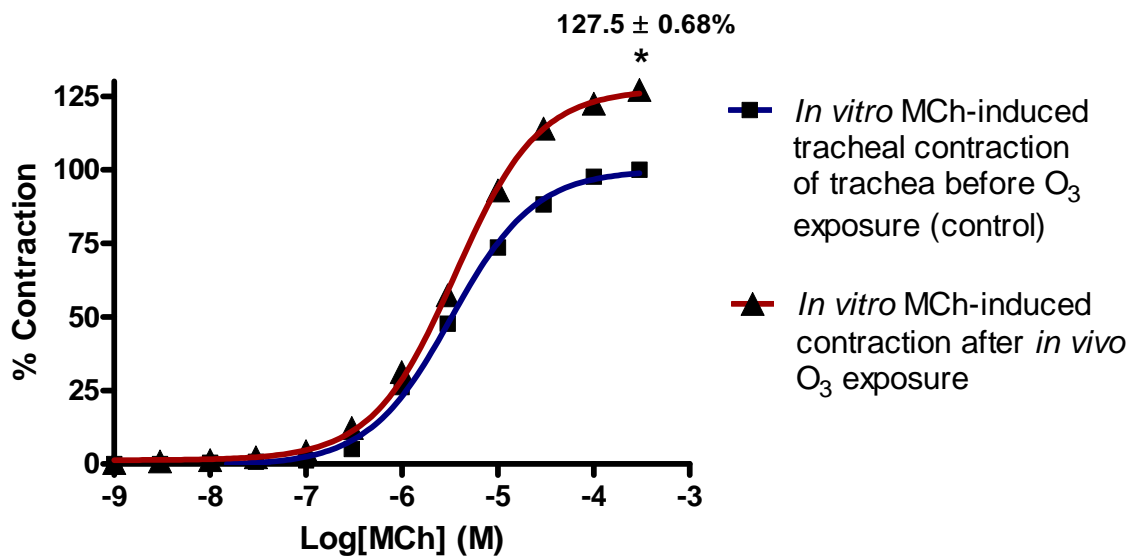 127.5 ± 0.68%
*
125
100
75
50
25
0
% Contraction
-9 -8 -7 -6 -5 -4 -3
Log[MCh] (M)
In vitro MCh-induced
tracheal contraction
of trachea before O₃
exposure (control)
In vitro MCh-induced
contraction after in vivo
O₃ exposure